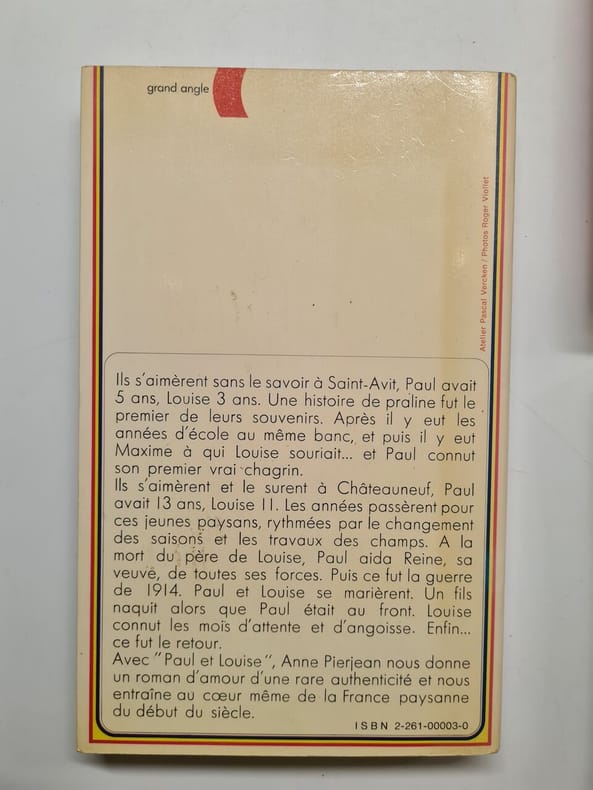 grand angle
Atelier Pascal Vercken / Photos Roger Viollet
Ils s'aimèrent sans le savoir à Saint-Avit, Paul avait
5 ans, Louise 3 ans. Une histoire de praline fut le
premier de leurs souvenirs. Après il y eut les
années d'école au même banc, et puis il y eut
Maxime à qui Louise souriait... et Paul connut
son premier vrai chagrin.
Ils s'aimèrent et le surent à Châteauneuf, Paul
avait 13 ans, Louise 11. Les années passèrent pour
ces jeunes paysans, rythmées par le changement
des saisons et les travaux des champs. A la
mort du père de Louise, Paul aida Reine, sa
veuve, de toutes ses forces. Puis ce fut la guerre
de 1914. Paul et Louise se marièrent. Un fils
naquit alors que Paul était au front. Louise
connut les mois d'attente et d'angoisse. Enfin...
ce fut le retour.
Avec "Paul et Louise", Anne Pierjean nous donne
un roman d'amour d'une rare authenticité et nous
entraîne au cœur même de la France paysanne
du début du siècle.
ISBN 2-261-00003-0